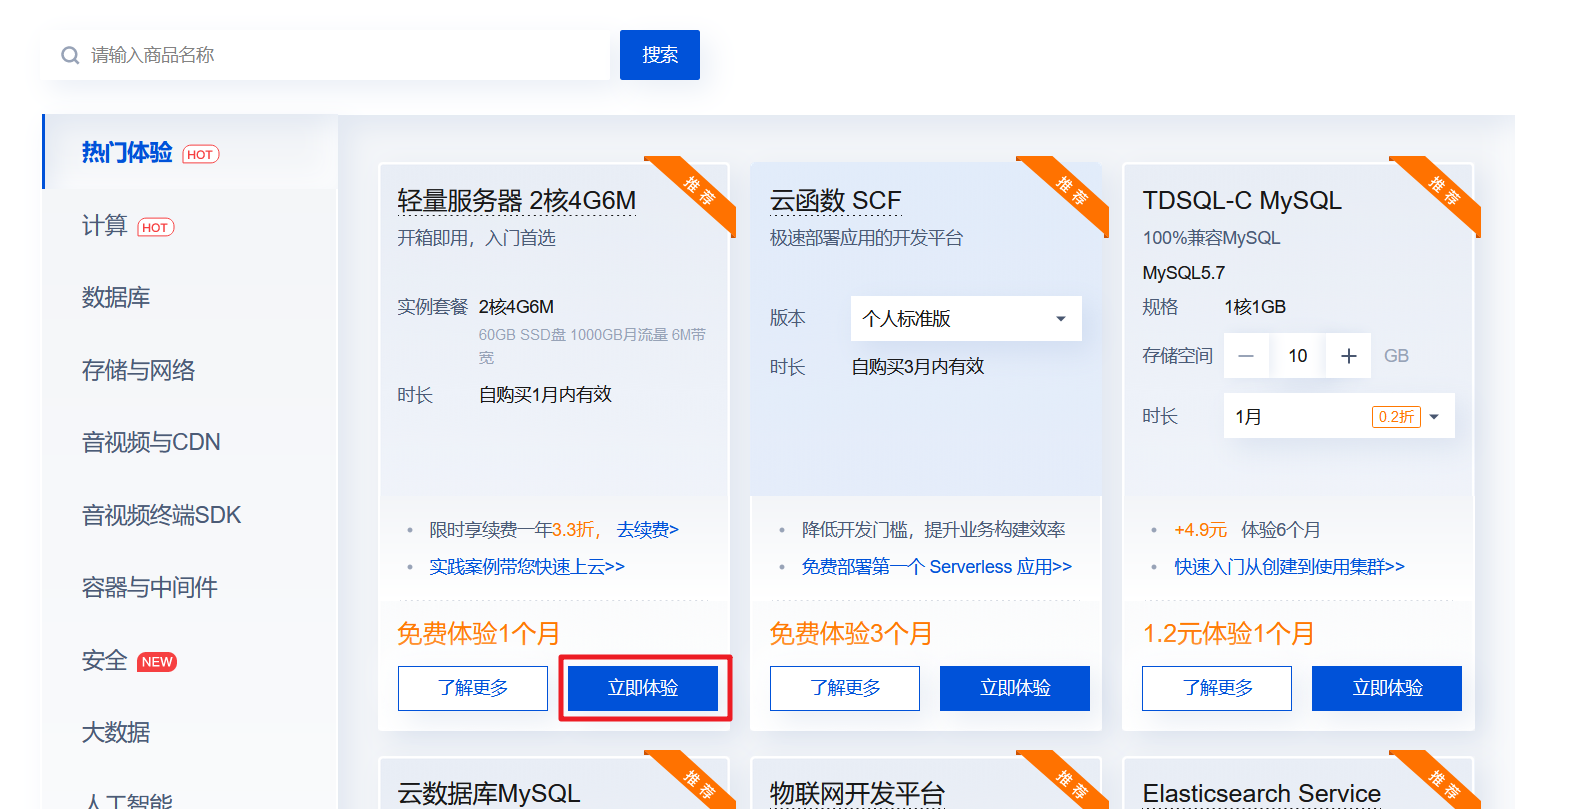 请输入商品名称
搜索
热门体验 HOT
计算 HOT
数据库
存储与网络
音视频与CDN
音视频终端SDK
容器与中间件
安全 NEW
大数据
人工智能
推荐
轻量服务器 2核4G6M
开箱即用，入门首选
实例套餐 2核4G6M
60GB SSD盘 1000GB月流量 6M带
宽
时长 自购买1月内有效
限时享续费一年3.3折， 去续费>
实践案例带您快速上云>>
免费体验1个月
了解更多 立即体验
推荐
云函数 SCF
极速部署应用的开发平台
版本 个人标准版
时长 自购买3月内有效
降低开发门槛，提升业务构建效率
免费部署第一个 Serverless 应用>>
免费体验3个月
了解更多 立即体验
推荐
TDSQL-C MySQL
100%兼容MySQL
MySQL5.7
规格 1核1GB
存储空间 — 10 + GB
时长 1月 0.2折
+4.9元 体验6个月
快速入门从创建到使用集群>>
1.2元体验1个月
了解更多 立即体验
推荐
云数据库MySQL
推荐
物联网开发平台
推荐
Elasticsearch Service